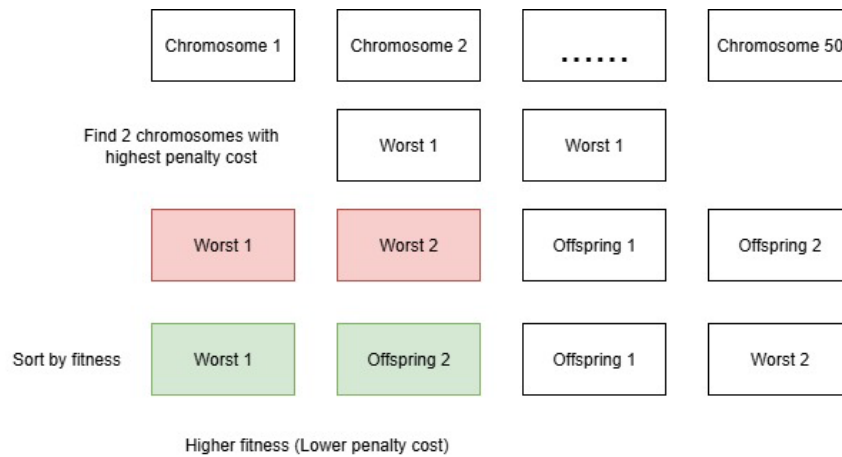 Chromosome 1
Chromosome 2
......
Chromosome 50
Find 2 chromosomes with
highest penalty cost
Worst 1
Worst 1
Worst 1
Worst 2
Offspring 1
Offspring 2
Sort by fitness
Worst 1
Offspring 2
Offspring 1
Worst 2
Higher fitness (Lower penalty cost)